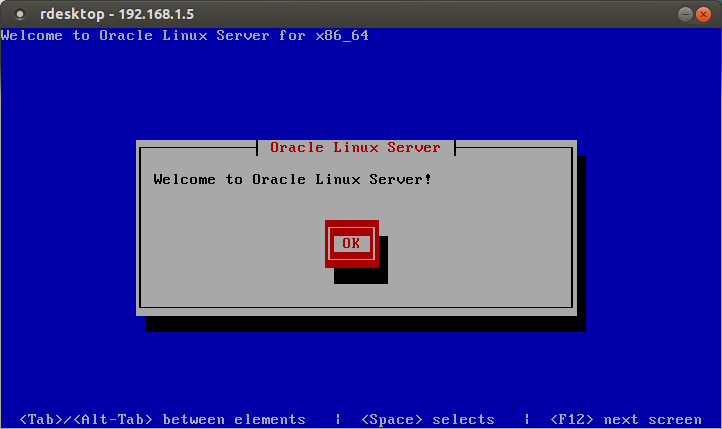 rdesktop - 192.168.1.5
Welcome to Oracle Linux Server for x86_64
Oracle Linux Server
Welcome to Oracle Linux Server!
OK
<Tab>/<Alt-Tab> between elements | <Space> selects | <F12> next screen